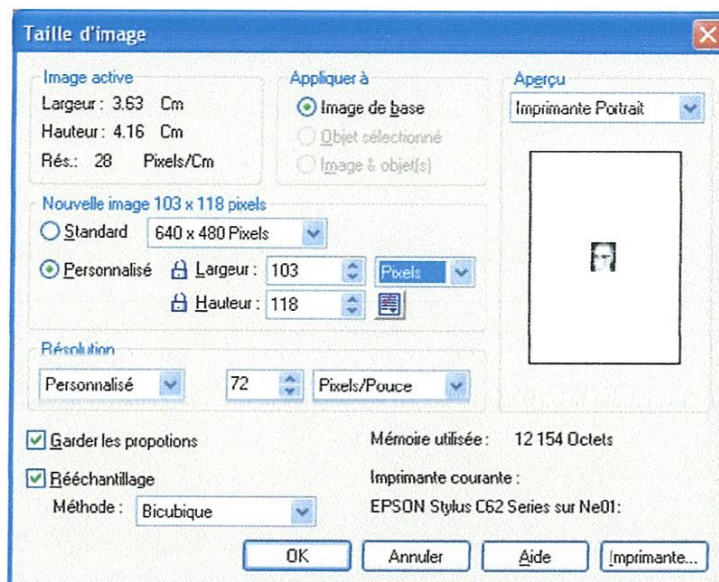 Taille d'image
Image active
Largeur : 3.63 Cm
Hauteur : 4.16 Cm
Rés.: 28 Pixels/Cm
Appliquer à
Image de base
Objet sélectionné
Image & objet(s)
Aperçu
Imprimante Portrait
Nouvelle image 103 x 118 pixels
Standard 640 x 480 Pixels
Personnalisé Largeur : 103 Pixels
Hauteur : 118
Résolution
Personnalisé 72 Pixels/Pouce
Garder les propotions
Mémoire utilisée : 12 154 Octets
Rééchantillage
Méthode : Bicubique
Imprimante courante :
EPSON Stylus C62 Series sur Ne01:
OK Annuler Aide Imprimante...